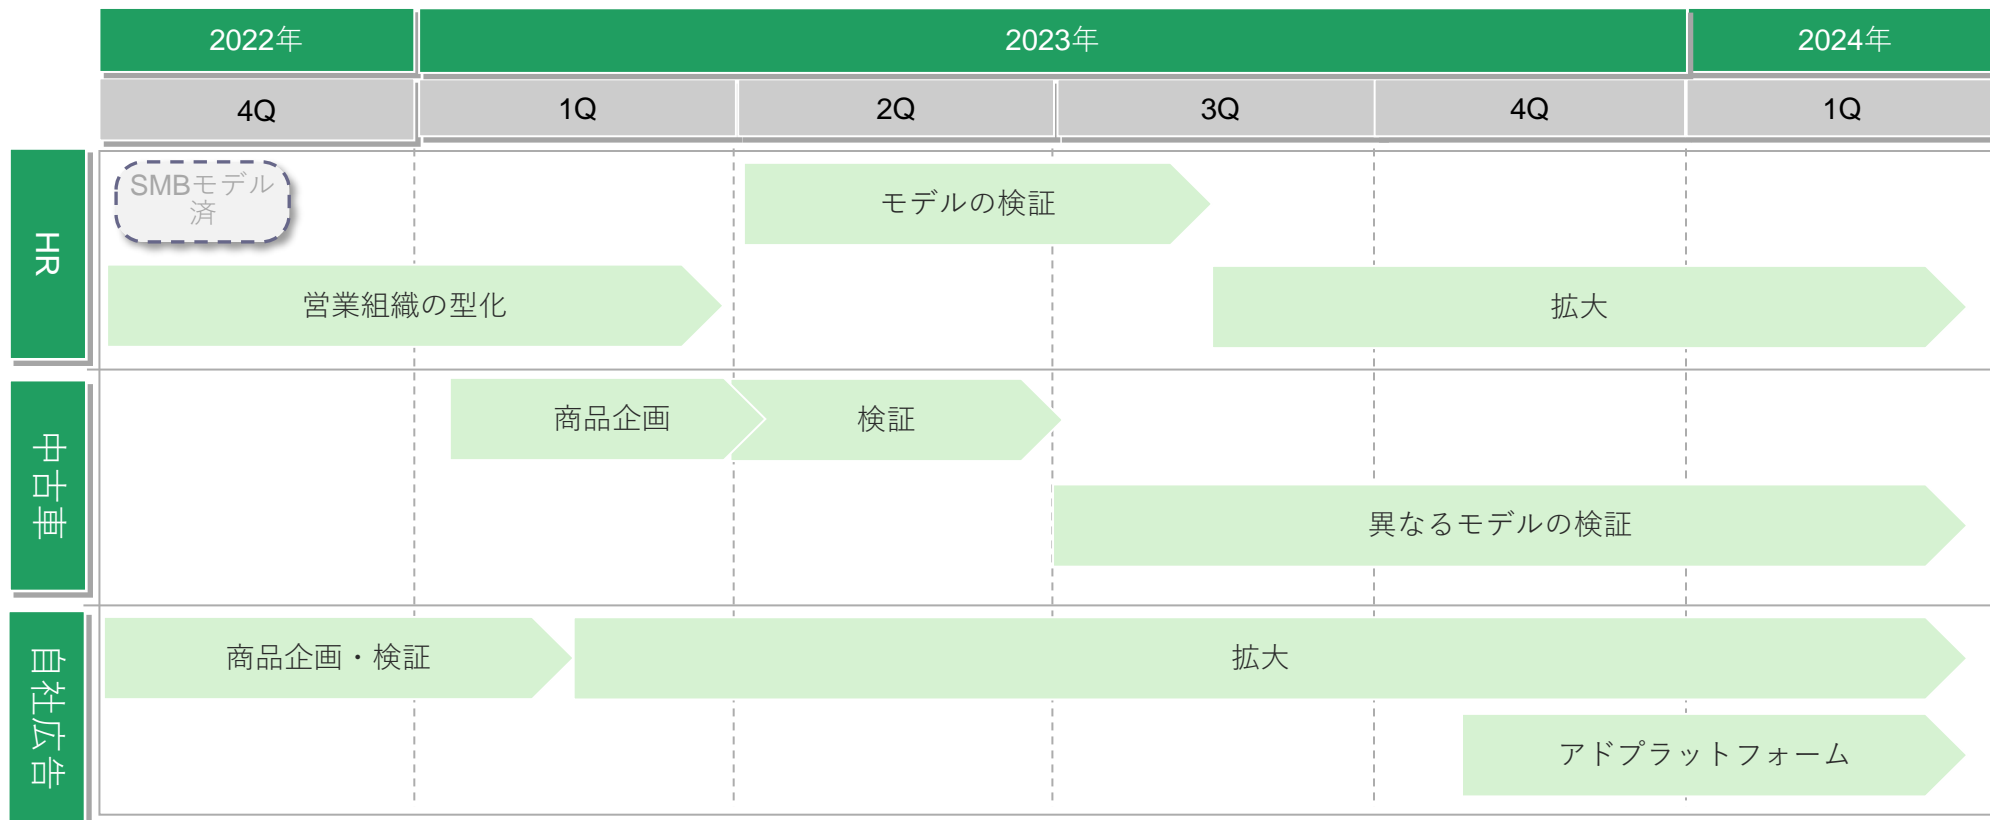 2022年
2023年
2024年
4Q
1Q
2Q
3Q
4Q
1Q
HR
SMBモデル
済
モデルの検証
営業組織の型化
拡大
中古車
商品企画
検証
異なるモデルの検証
自社広告
商品企画・検証
拡大
アドプラットフォーム